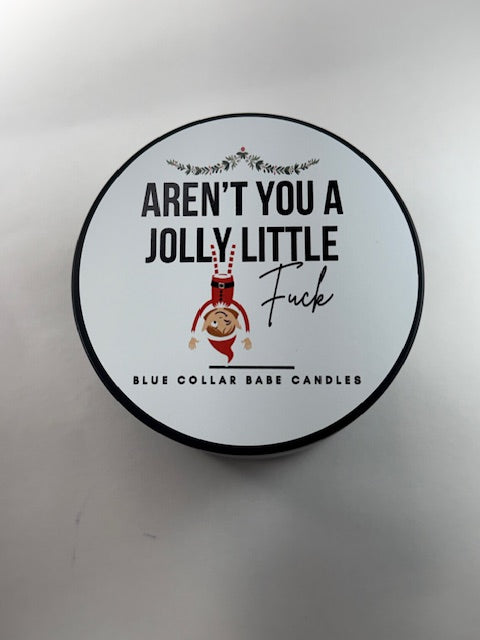 AREN'T YOU A
JOLLY LITTLE
Fuck
BLUE COLLAR BABE CANDLES